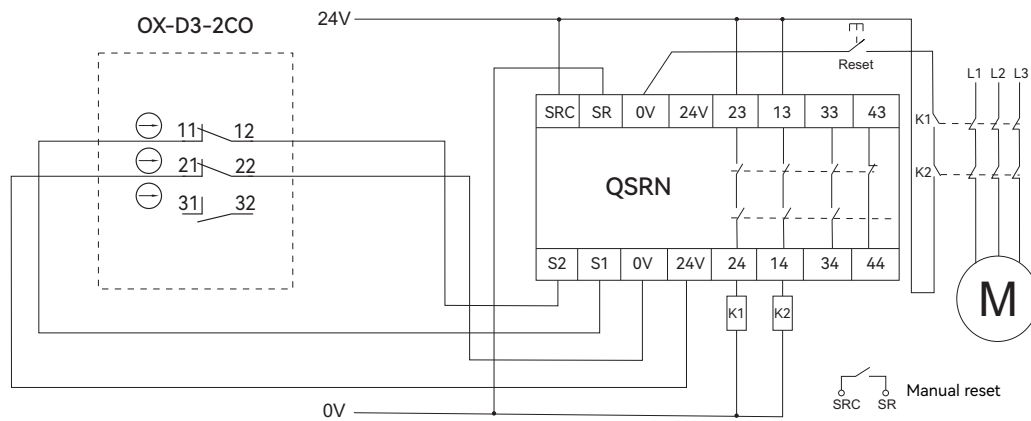 OX-D3-2CO
24V
Reset
L1 L2 L3
SRC SR 0V 24V 23 13 33 43
K1
11 12
21 22
QSRN
K2
31 32
S2 S1 0V 24V 24 14 34 44
K1 K2
M
Manual reset
SRC SR
0V